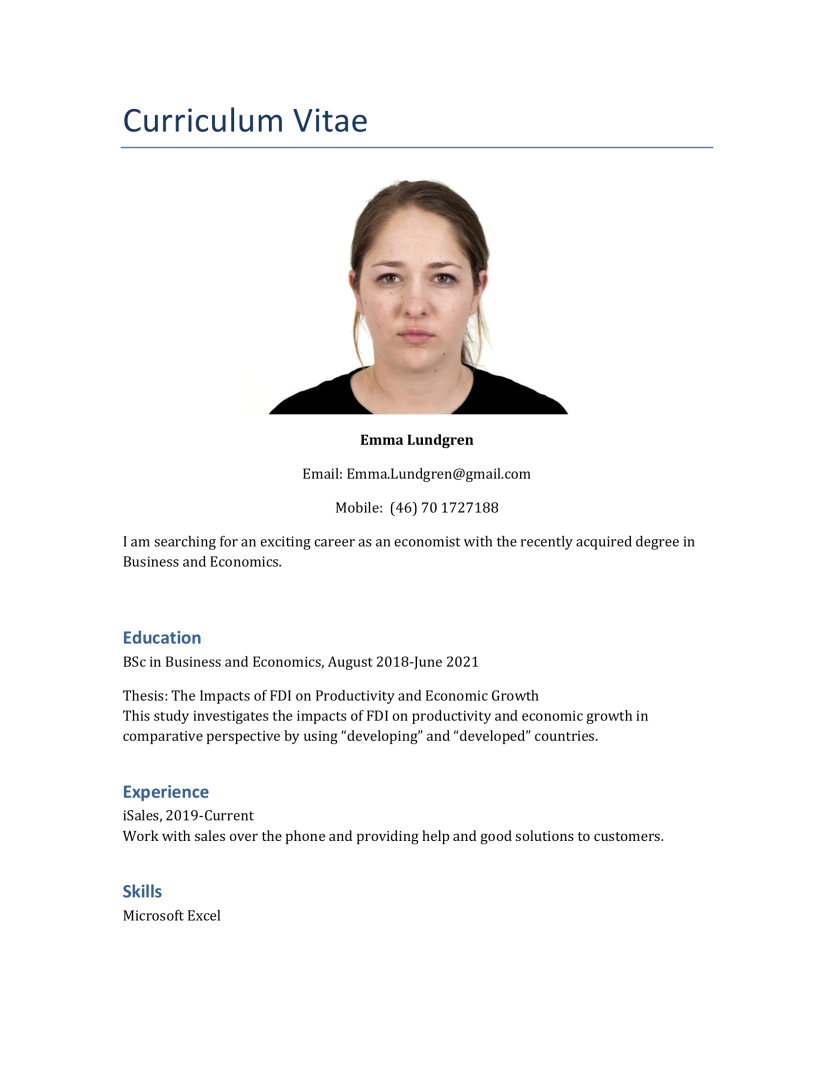 Curriculum Vitae
Emma Lundgren
Email: Emma.Lundgren@gmail.com
Mobile:  (46) 70 1727188
I am searching for an exciting career as an economist with the recently acquired degree in
Business and Economics.
Education
BSc in Business and Economics, August 2018-June 2021
Thesis: The Impacts of FDI on Productivity and Economic Growth
This study investigates the impacts of FDI on productivity and economic growth in
comparative perspective by using “developing” and “developed” countries.
Experience
iSales, 2019-Current
Work with sales over the phone and providing help and good solutions to customers.
Skills
Microsoft Excel